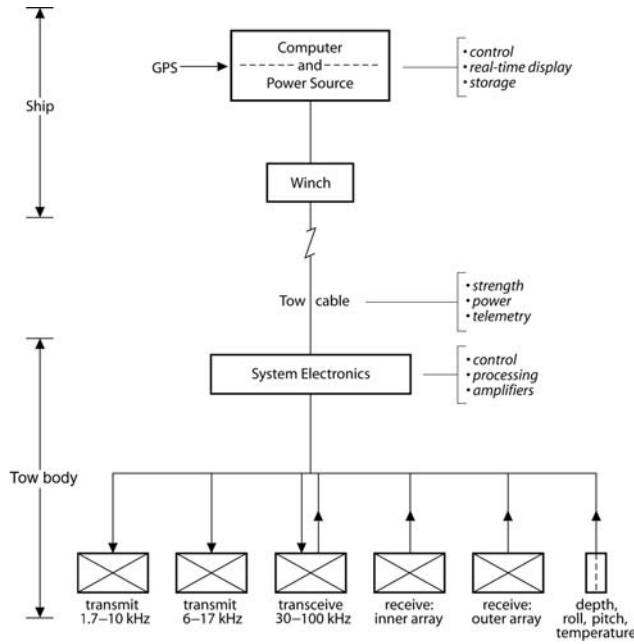 Computer
and
Power Source
GPS
• control
• real-time display
• storage
Ship
Winch
Tow cable
• strength
• power
• telemetry
System Electronics
• control
• processing
• amplifiers
Tow body
transmit
1.7–10 kHz
transmit
6–17 kHz
transceive
30–100 kHz
receive:
inner array
receive:
outer array
depth,
roll, pitch,
temperature